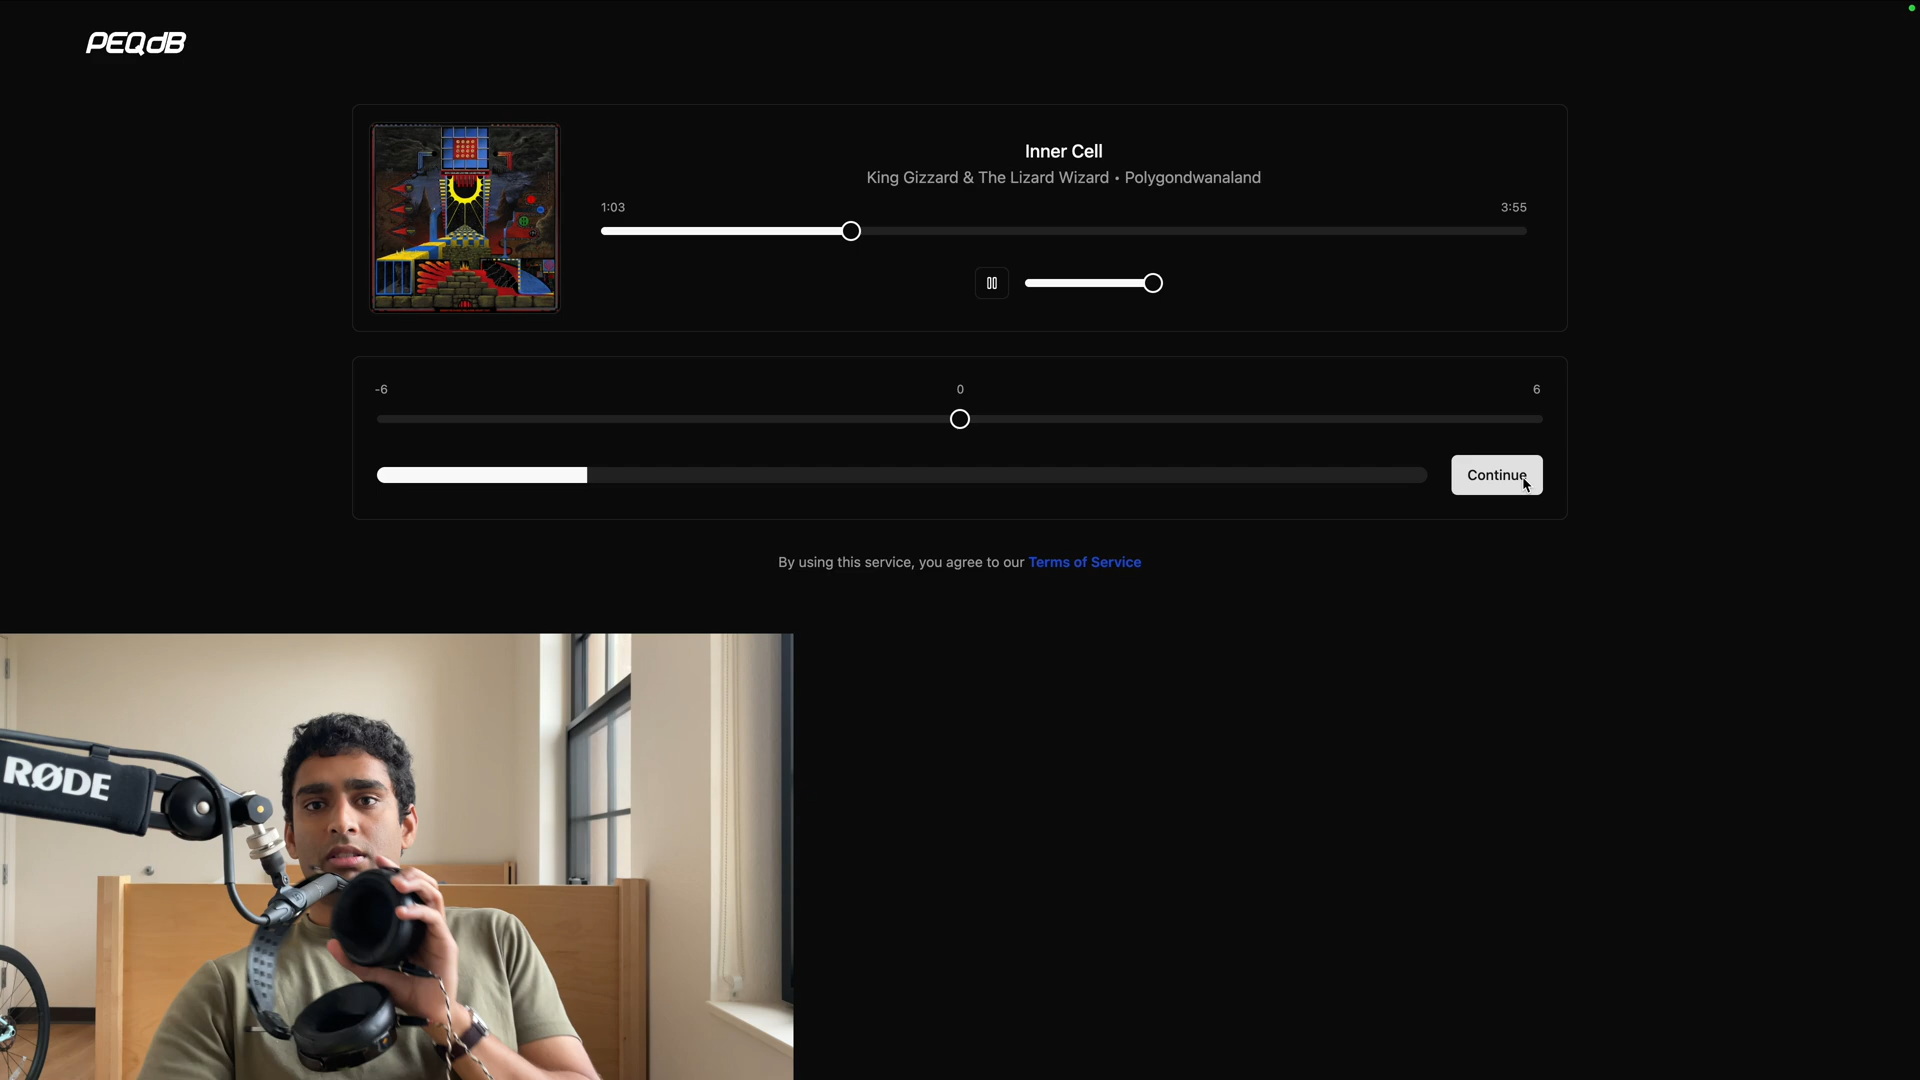 PEQdB
Inner Cell
King Gizzard & The Lizard Wizard • Polygondwanaland
1:03
3:55
-6
0
6
Continue
By using this service, you agree to our Terms of Service
RØDE